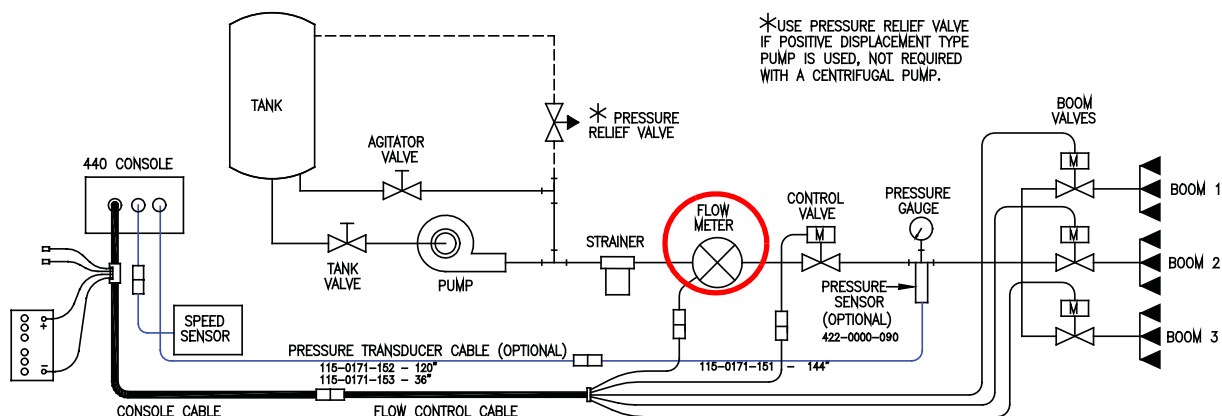 *USE PRESSURE RELIEF VALVE
IF POSITIVE DISPLACEMENT TYPE
PUMP IS USED, NOT REQUIRED
WITH A CENTRIFUGAL PUMP.
TANK
* PRESSURE
RELIEF VALVE
BOOM
VALVES
AGITATOR
VALVE
440 CONSOLE
M
BOOM 1
FLOW
METER
CONTROL
VALVE
PRESSURE
GAUGE
M
M
STRAINER
BOOM 2
TANK
VALVE
PUMP
PRESSURE
SENSOR
(OPTIONAL)
422-0000-090
M
BOOM 3
SPEED
SENSOR
+
-
PRESSURE TRANSDUCER CABLE (OPTIONAL)
115-0171-152 - 120"
115-0171-153 - 36"
115-0171-151 - 144"
CONSOLE CABLE
FLOW CONTROL CABLE